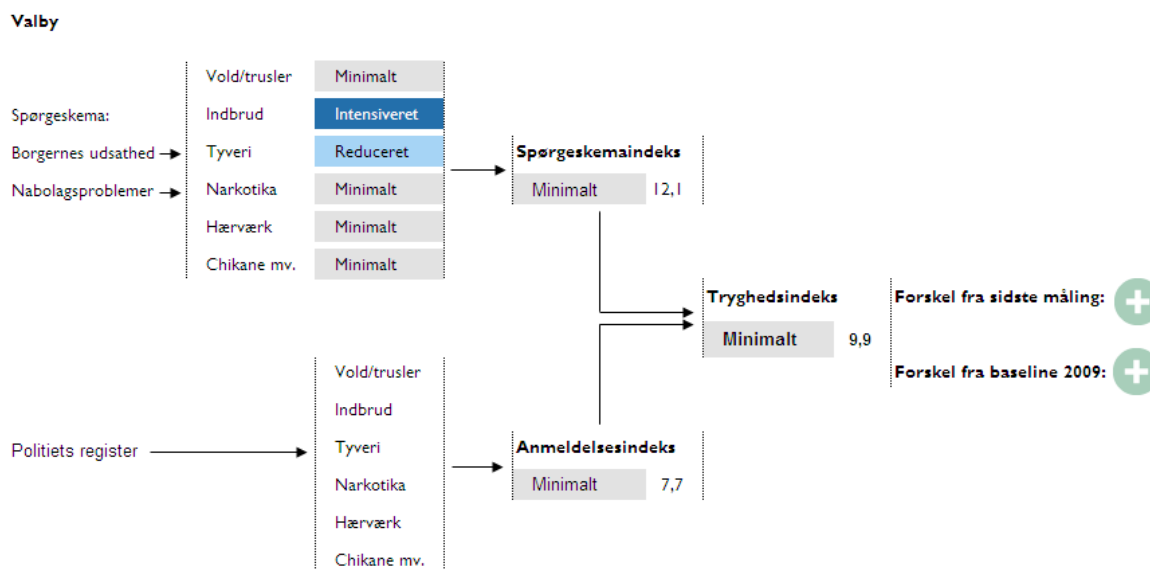 Valby
Vold/trusler Minimalt
Spørgeskema: Indbrud Intensiveret
Borgernes udsathed Tyveri Reduceret
Nabolagsproblemer Narkotika Minimalt
Hærværk Minimalt
Chikane mv. Minimalt
Spørgeskemaindeks
Minimalt 12,1
Tryghedsindeks
Minimalt 9,9
Forskel fra sidste måling:
Forskel fra baseline 2009:
Politiets register
Vold/trusler
Indbrud
Tyveri
Narkotika
Hærværk
Chikane mv.
Anmeldelsesindeks
Minimalt 7,7